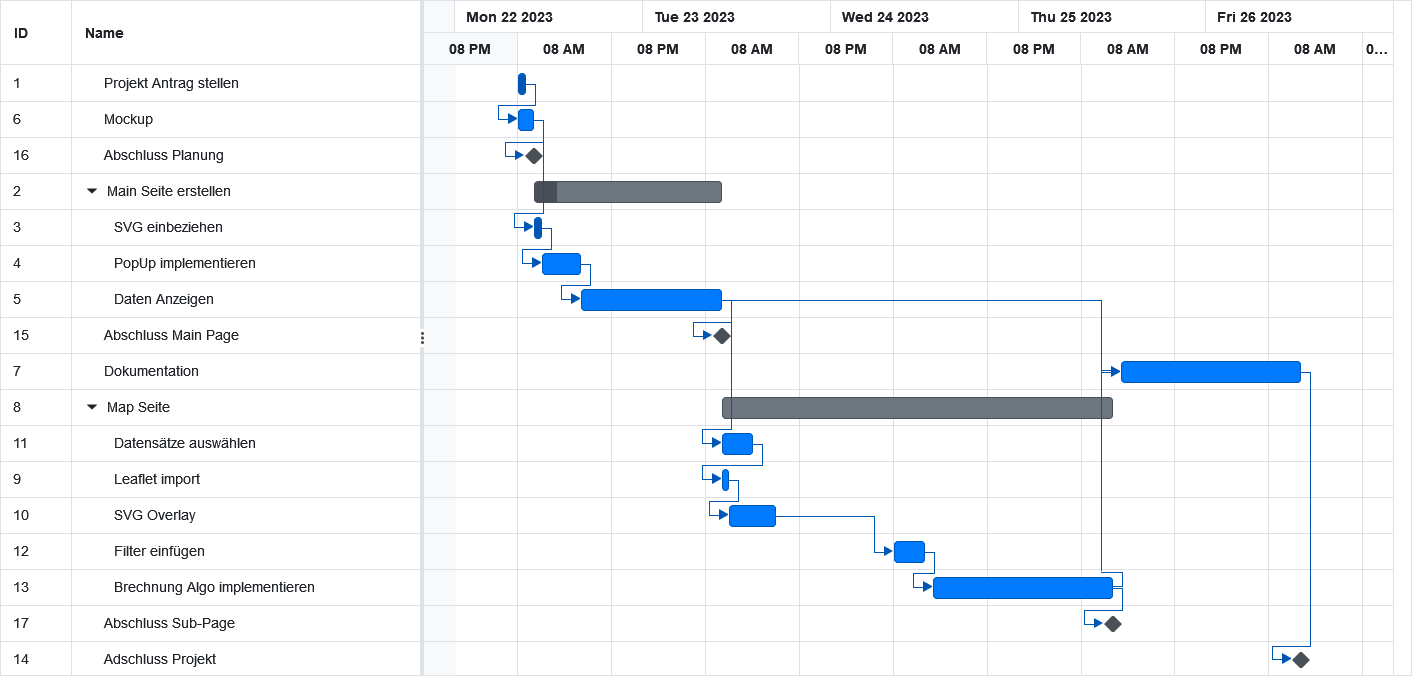 ID Name Mon 22 2023 Tue 23 2023 Wed 24 2023 Thu 25 2023 Fri 26 2023
08 PM 08 AM 08 PM 08 AM 08 PM 08 AM 08 PM 08 AM 08 PM 08 AM 0...
1 Projekt Antrag stellen
6 Mockup
16 Abschluss Planung
2 Main Seite erstellen
3 SVG einbeziehen
4 PopUp implementieren
5 Daten Anzeigen
15 Abschluss Main Page
7 Dokumentation
8 Map Seite
11 Datensätze auswählen
9 Leaflet import
10 SVG Overlay
12 Filter einfügen
13 Brechnung Algo implementieren
17 Abschluss Sub-Page
14 Adschluss Projekt